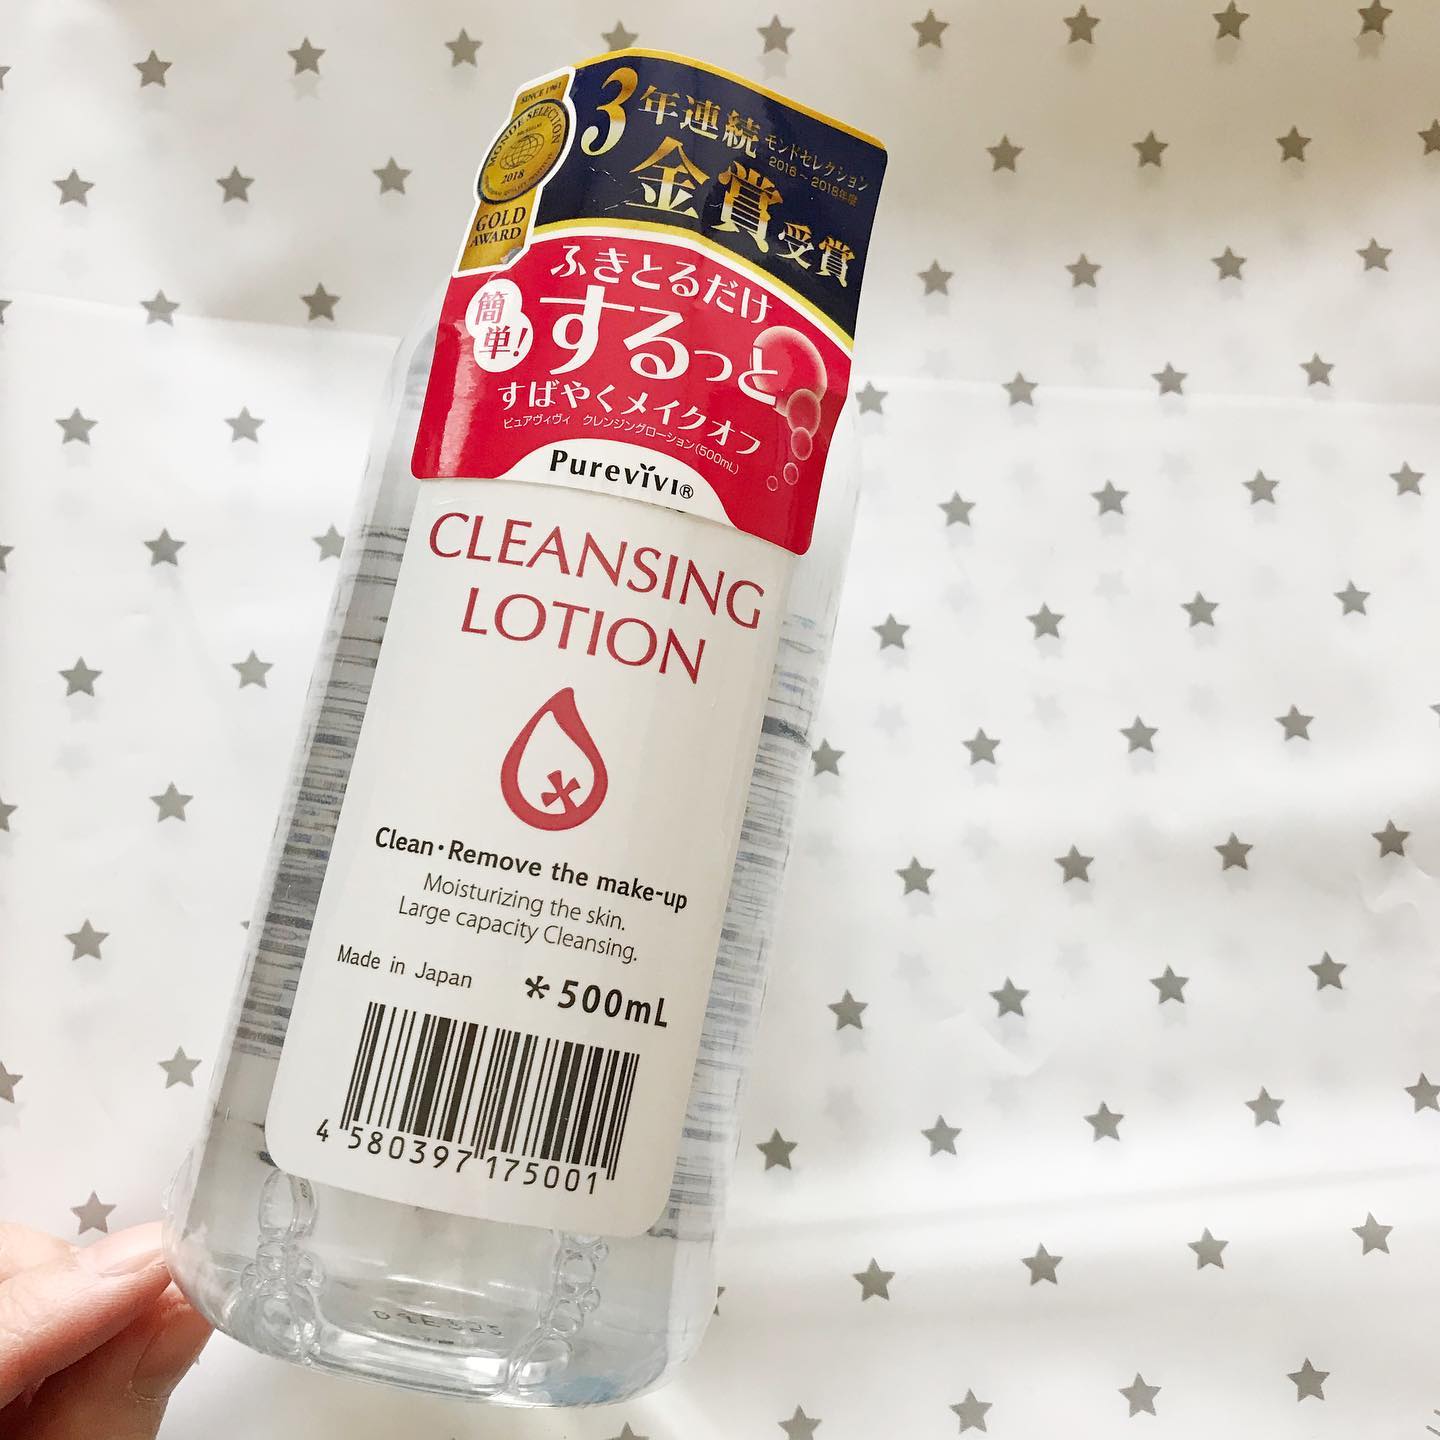 SINCE 1961
MONDE SELECTION
2018
GOLD
AWARD
3年連続
モンドセレクション
2016~2018年度
金賞受賞
ふきとるだけ
簡単!
するっと
すばやくメイクオフ
ピュアヴィヴィ クレンジングローション(500mL)
Purevivi®
CLEANSING
LOTION
Clean・Remove the make-up
Moisturizing the skin.
Large capacity Cleansing.
Made in Japan
*500mL
4 580397 175001